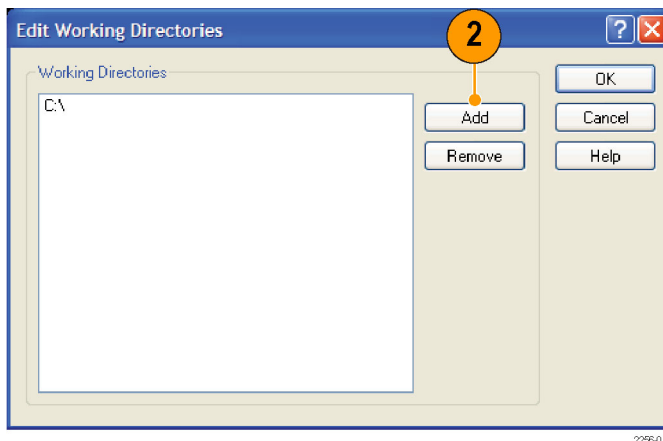 Edit Working Directories
2
Working Directories
C:\
Add
Remove
OK
Cancel
Help